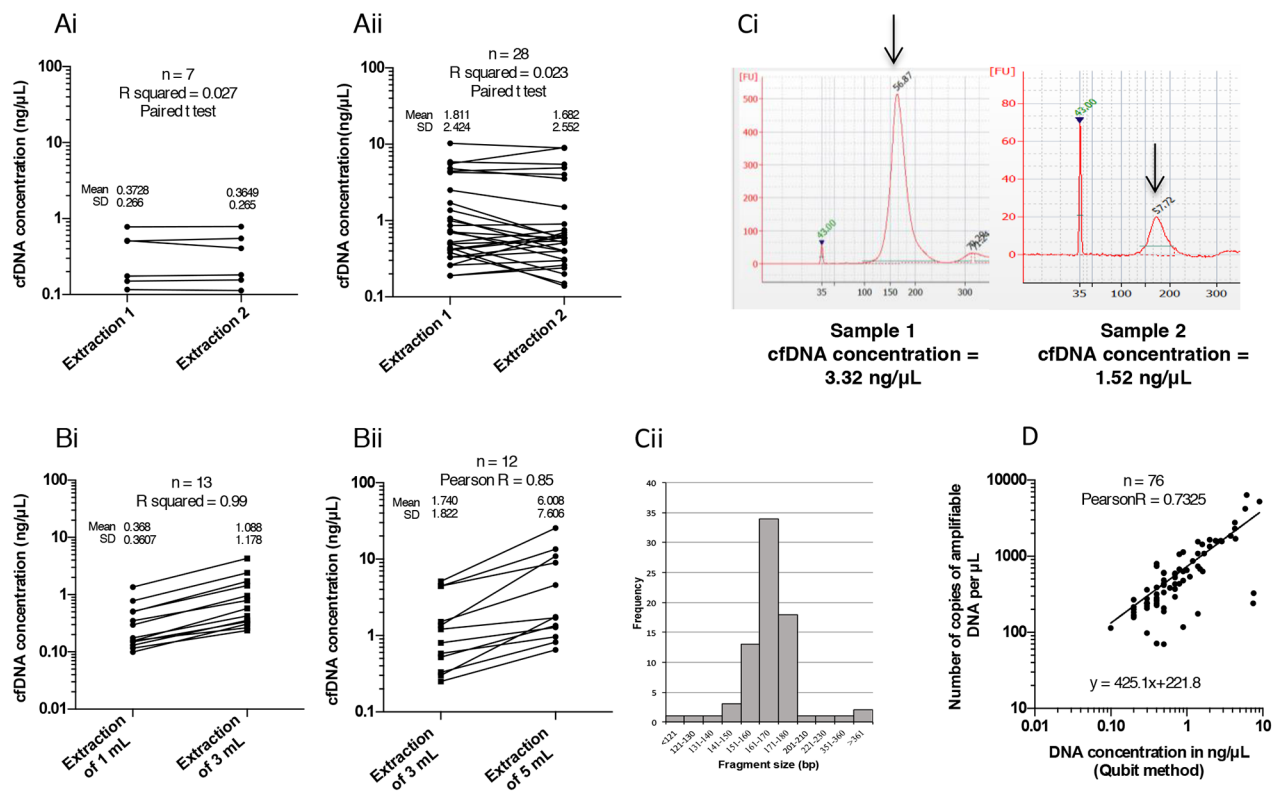 Ai
n = 7
R squared = 0.027
Paired t test
cfDNA concentration (ng/µL)
100
10
1
0.1
Mean 0.3728 0.3649
SD 0.266 0.265
Extraction 1
Extraction 2
Aii
n = 28
R squared = 0.023
Paired t test
cfDNA concentration (ng/µL)
100
10
1
0.1
Mean 1.811 1.682
SD 2.424 2.552
Extraction 1
Extraction 2
Ci
[FU]
500
400
300
200
100
0
43.00
56.87
35 100 150 200 300
Sample 1
cfDNA concentration =
3.32 ng/µL
[FU]
80
60
40
20
0
43.00
57.72
35 100 200 300
Sample 2
cfDNA concentration =
1.52 ng/µL
Bi
n = 13
R squared = 0.99
cfDNA concentration (ng/µL)
100
10
1
0.10
0.01
Mean 0.368 1.088
SD 0.3607 1.178
Extraction
of 1 mL
Extraction
of 3 mL
Bii
n = 12
Pearson R = 0.85
cfDNA concentration (ng/µL)
100
10
1
0.1
Mean 1.740 6.008
SD 1.822 7.606
Extraction
of 3 mL
Extraction
of 5 mL
Cii
Frequency
40
35
30
25
20
15
10
5
0
<121
121-130
131-140
141-150
151-160
161-170
171-180
201-210
221-230
351-360
>361
Fragment size (bp)
D
n = 76
PearsonR = 0.7325
Number of copies of amplifiable
DNA per µL
10000
1000
100
10
y = 425.1x+221.8
0.01 0.1 1 10
DNA concentration in ng/µL
(Qubit method)